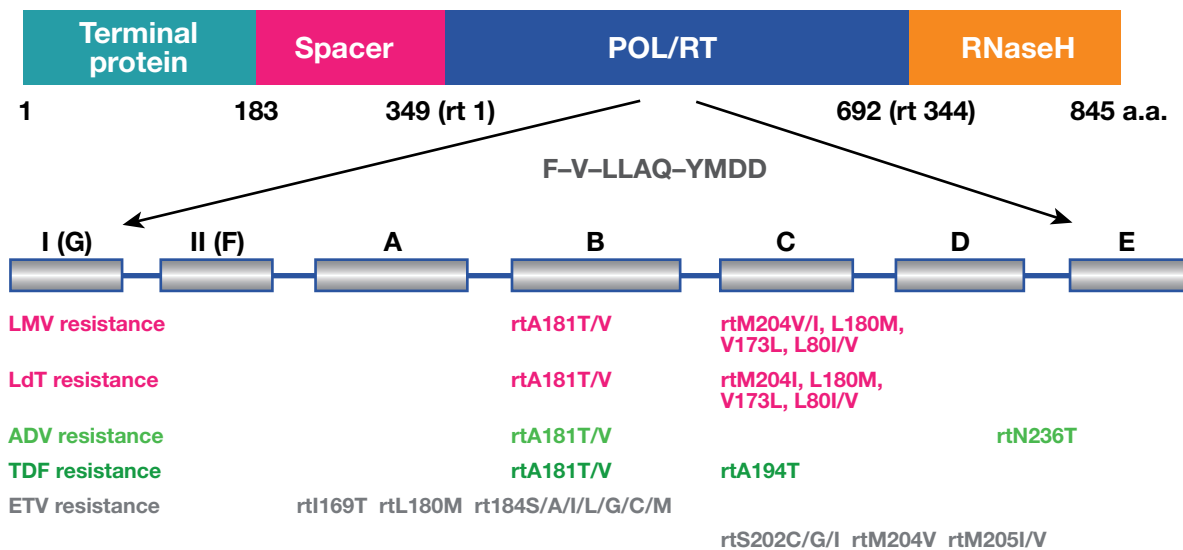 Terminal
protein
Spacer
POL/RT
RNaseH
1
183
349 (rt 1)
692 (rt 344)
845 a.a.
F–V–LLAQ–YMDD
I (G)
II (F)
A
B
C
D
E
LMV resistance
rtA181T/V
rtM204V/I, L180M,
V173L, L80I/V
LdT resistance
rtA181T/V
rtM204I, L180M,
V173L, L80I/V
ADV resistance
rtA181T/V
rtN236T
TDF resistance
rtA181T/V
rtA194T
ETV resistance
rtI169T rtL180M rt184S/A/I/L/G/C/M
rtS202C/G/I rtM204V rtM205I/V